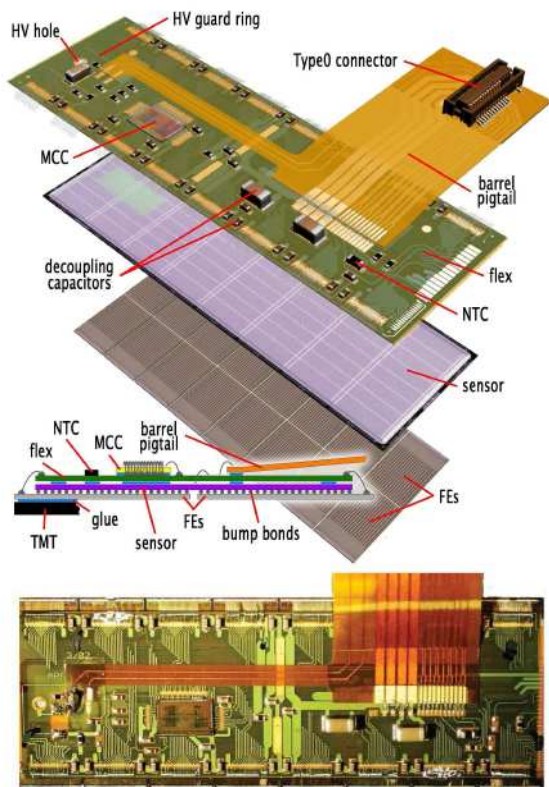 HV guard ring
HV hole
Type0 connector
MCC
barrel
pigtail
decoupling
capacitors
flex
NTC
sensor
barrel
pigtail
NTC
MCC
flex
FEs
glue
FEs
bump bonds
TMT
sensor